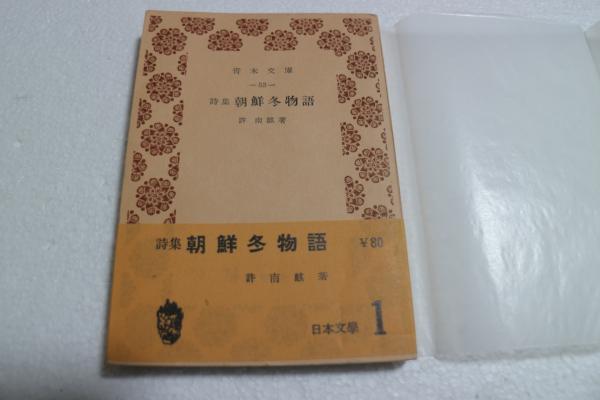 青木文庫
—53—
詩集 朝鮮冬物語
許南麒著
詩集 朝鮮冬物語 ¥80
許南麒著
日本文學 1